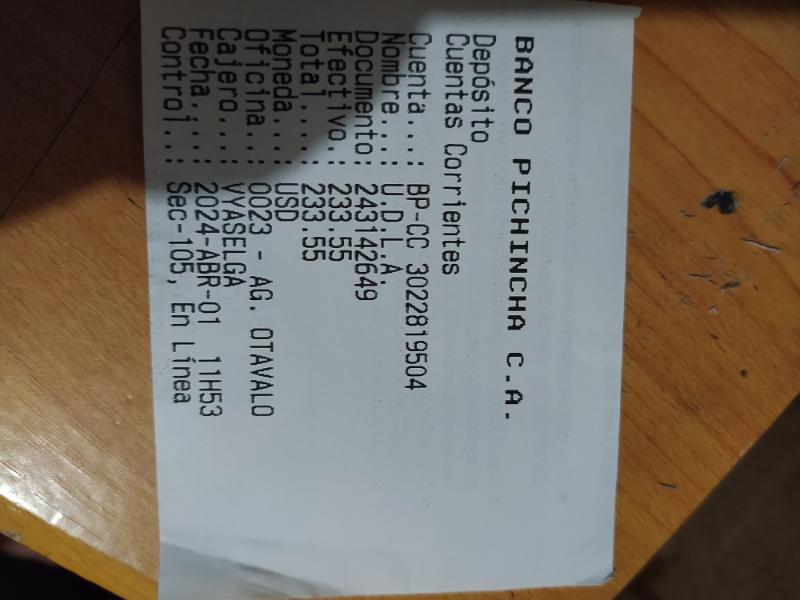 BANCO PICHINCHA C.A.
Depósito
Cuentas Corrientes
Cuenta...: BP-CC 3022819504
Nombre...: U.D.L.A.
Documento: 243142649
Efectivo.: 233.55
Total....: 233.55
Moneda...: USD
Oficina..: 0023 - AG. OTAVALO
Cajero...: VYASELGA
Fecha....: 2024-ABR-01 11H53
Control..: Sec-105, En Línea